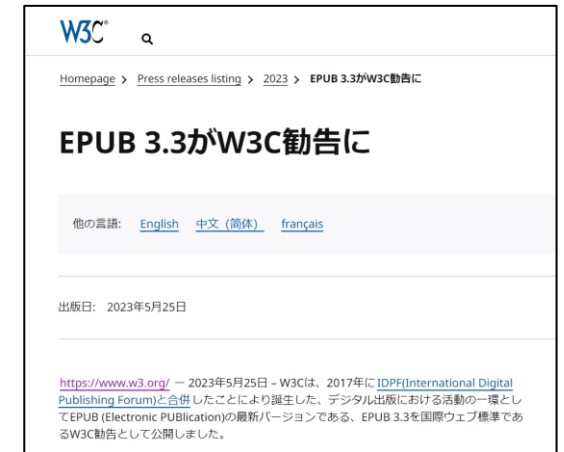 W3C®
Homepage > Press releases listing > 2023 > EPUB 3.3がW3C勧告に
EPUB 3.3がW3C勧告に
他の言語: English 中文（简体） français
出版日: 2023年5月25日
https://www.w3.org/ — 2023年5月25日 – W3Cは、2017年にIDPF(International Digital
Publishing Forum)と合併したことにより誕生した、デジタル出版における活動の一環とし
てEPUB (Electronic PUBlication)の最新バージョンである、EPUB 3.3を国際ウェブ標準であ
るW3C勧告として公開しました。